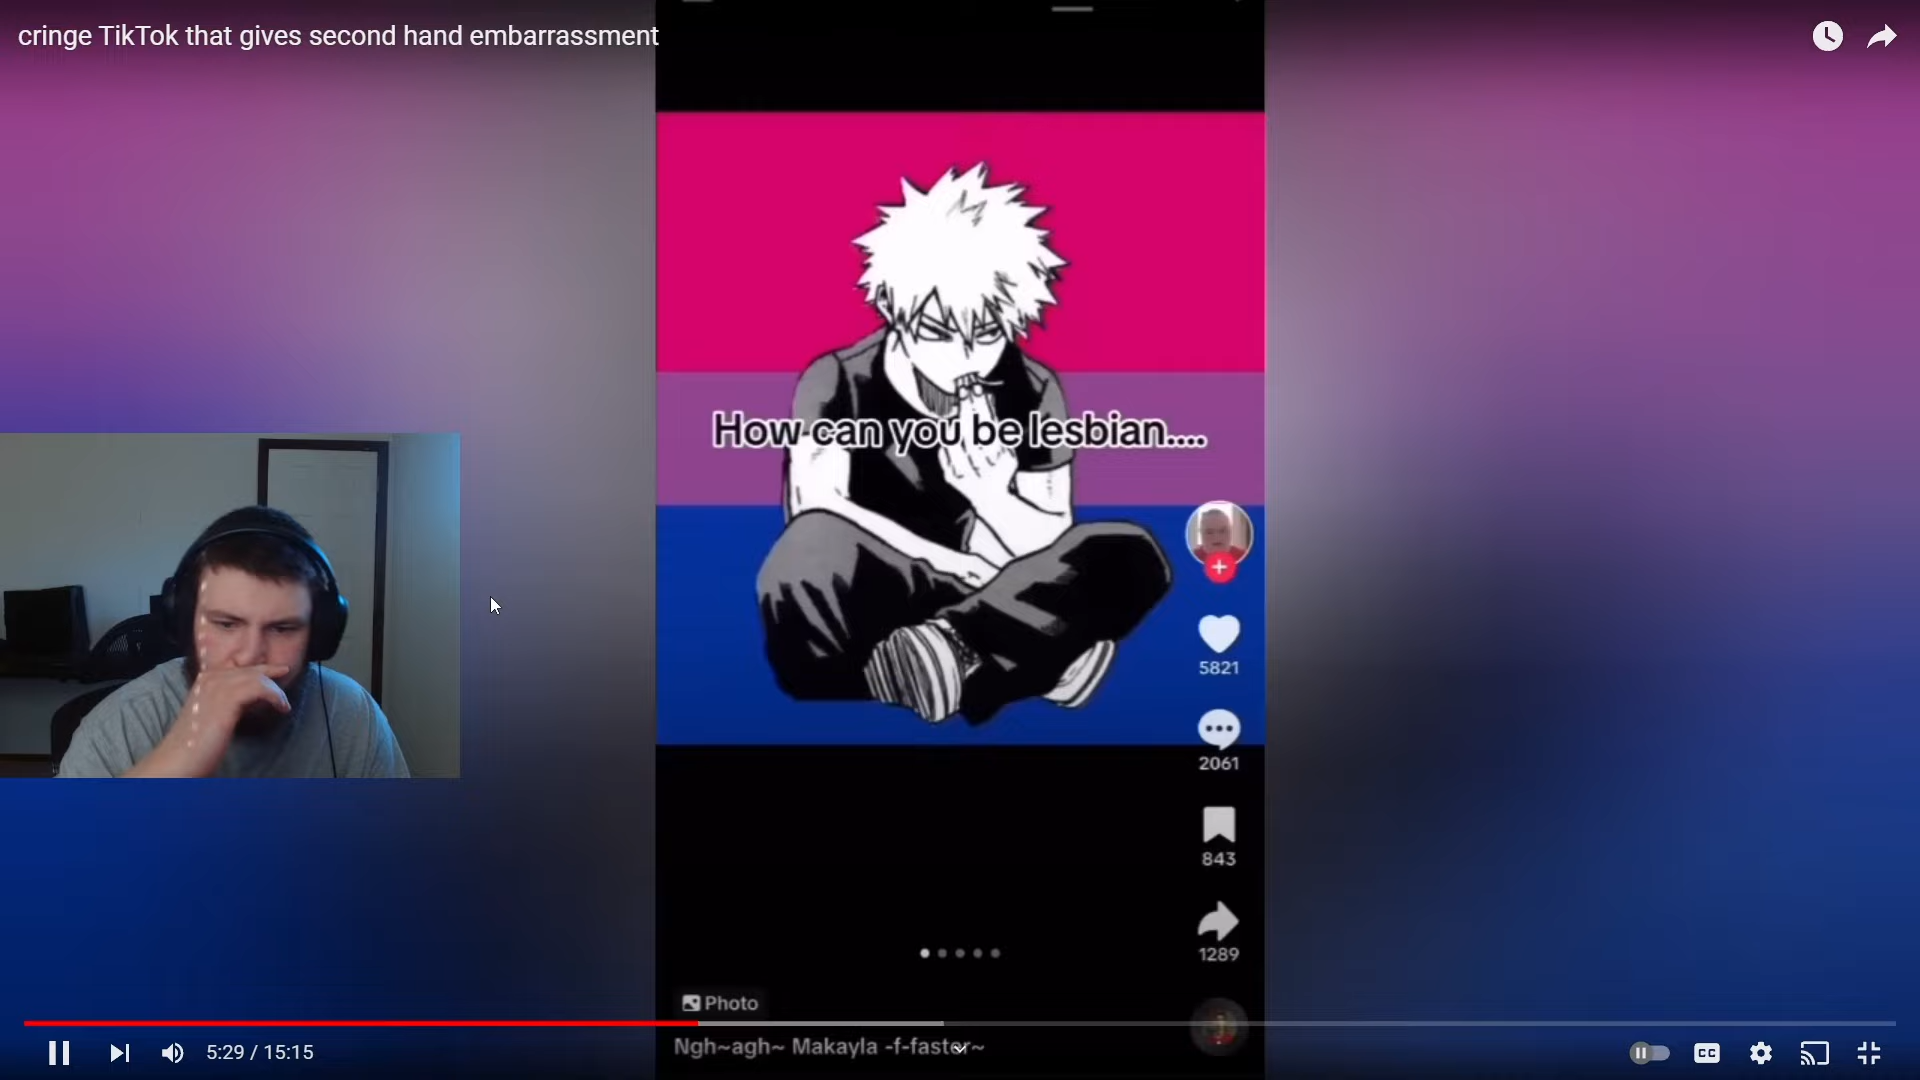 cringe TikTok that gives second hand embarrassment
How can you be lesbian....
5821
2061
843
1289
Photo
Ngh~agh~ Makayla -f-faster~
5:29 / 15:15
CC